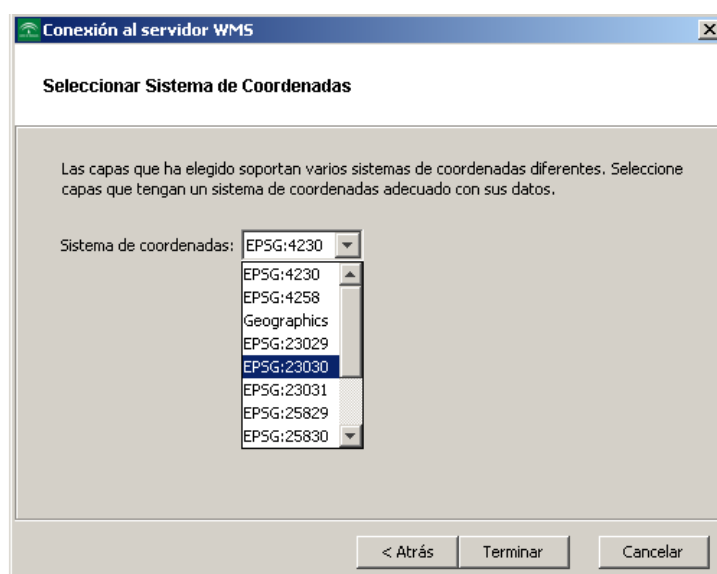 Conexión al servidor WMS
Seleccionar Sistema de Coordenadas
Las capas que ha elegido soportan varios sistemas de coordenadas diferentes. Seleccione
capas que tengan un sistema de coordenadas adecuado con sus datos.
Sistema de coordenadas: EPSG:4230
EPSG:4230
EPSG:4258
Geographics
EPSG:23029
EPSG:23030
EPSG:23031
EPSG:25829
EPSG:25830
< Atrás Terminar Cancelar